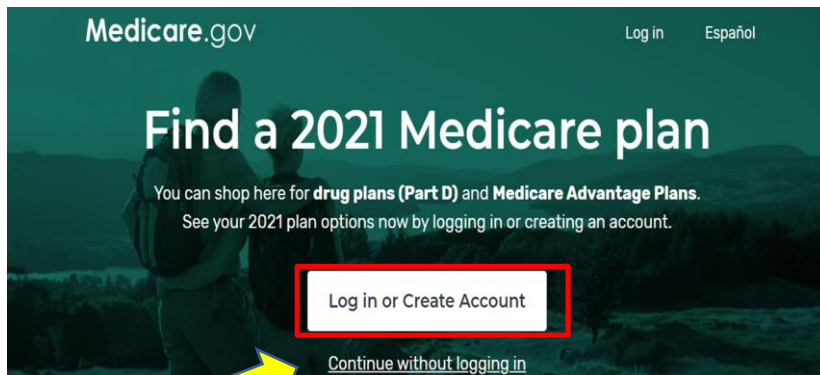 Medicare.gov
Log in
Español
Find a 2021 Medicare plan
You can shop here for drug plans (Part D) and Medicare Advantage Plans.
See your 2021 plan options now by logging in or creating an account.
Log in or Create Account
Continue without logging in